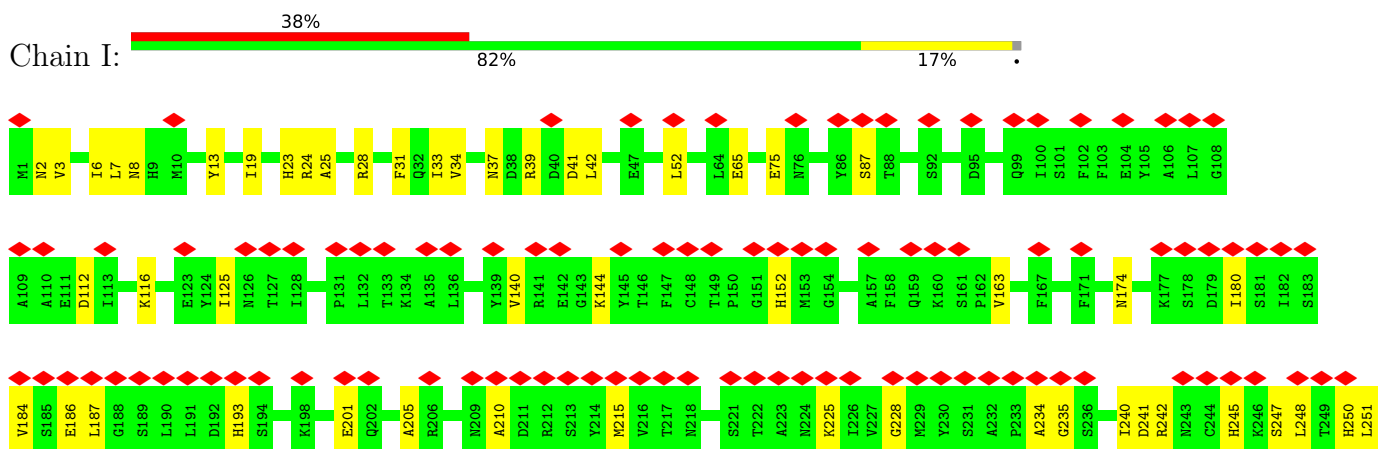 38%
Chain I:
82% 17% •
M1 N2 V3 I6 L7 N8 H9 M10 Y13 I19 H23 R24 A25 R28 F31 Q32 I33 V34 N37 D38 R39 D40 D41 L42 E47 L52 L64 E65 E75 N76 Y86 S87 T88 S92 D95 Q99 I100 S101 F102 F103 E104 Y105 A106 L107 G108
A109 A110 E111 D112 I113 K116 E123 Y124 I125 N126 T127 I128 P131 L132 T133 K134 A135 L136 Y139 V140 R141 E142 G143 K144 Y145 T146 F147 C148 T149 P150 G151 H152 M153 G154 A157 F158 Q159 K160 S161 P162 V163 F167 F171 N174 K177 S178 D179 I180 S181 I182 S183
V184 S185 E186 L187 G188 S189 L190 L191 D192 H193 S194 K198 E201 Q202 A205 R206 N209 A210 D211 R212 S213 Y214 M215 V216 T217 N218 S221 T222 A223 N224 K225 I226 V227 G228 M229 Y230 S231 A232 P233 A234 G235 S236 I240 D241 R242 N243 C244 H245 K246 S247 L248 T249 H250 L251